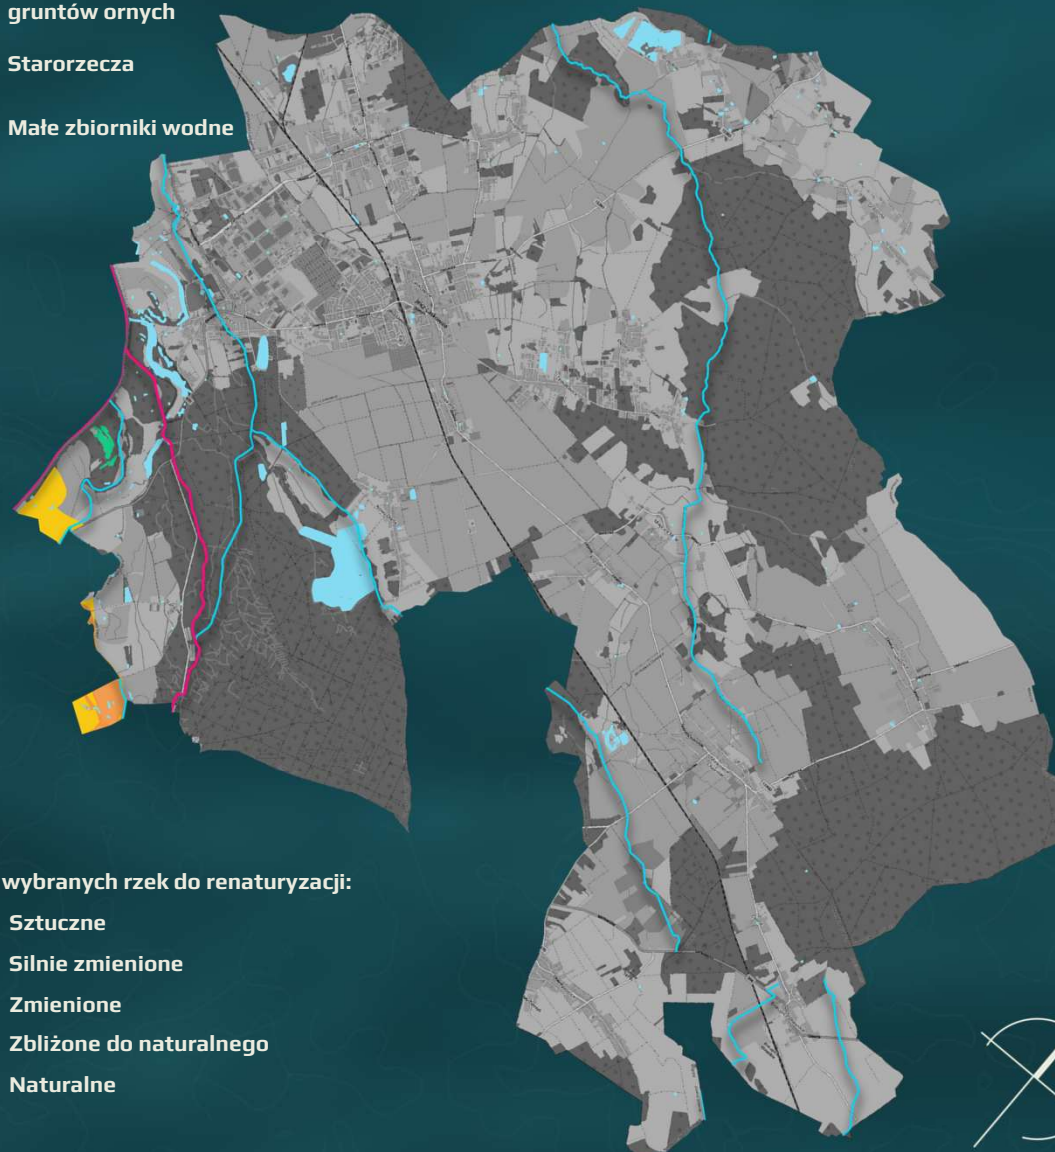 gruntów ornych
Starorzecza
Małe zbiorniki wodne
wybranych rzek do renaturyzacji:
Sztuczne
Silnie zmienione
Zmienione
Zbliżone do naturalnego
Naturalne